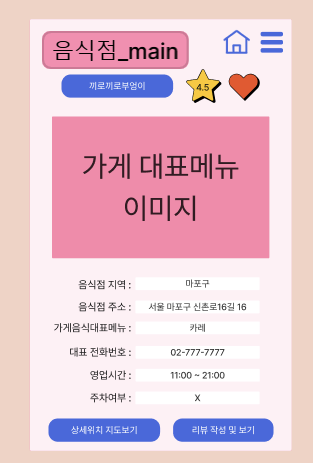 음식점_main
끼로끼로부엉이
4.5
가게 대표메뉴
이미지
음식점 지역 : 마포구
음식점 주소 : 서울 마포구 신촌로16길 16
가게음식대표메뉴 : 카레
대표 전화번호 : 02-777-7777
영업시간 : 11:00 ~ 21:00
주차여부 : X
상세위치 지도보기
리뷰 작성 및 보기